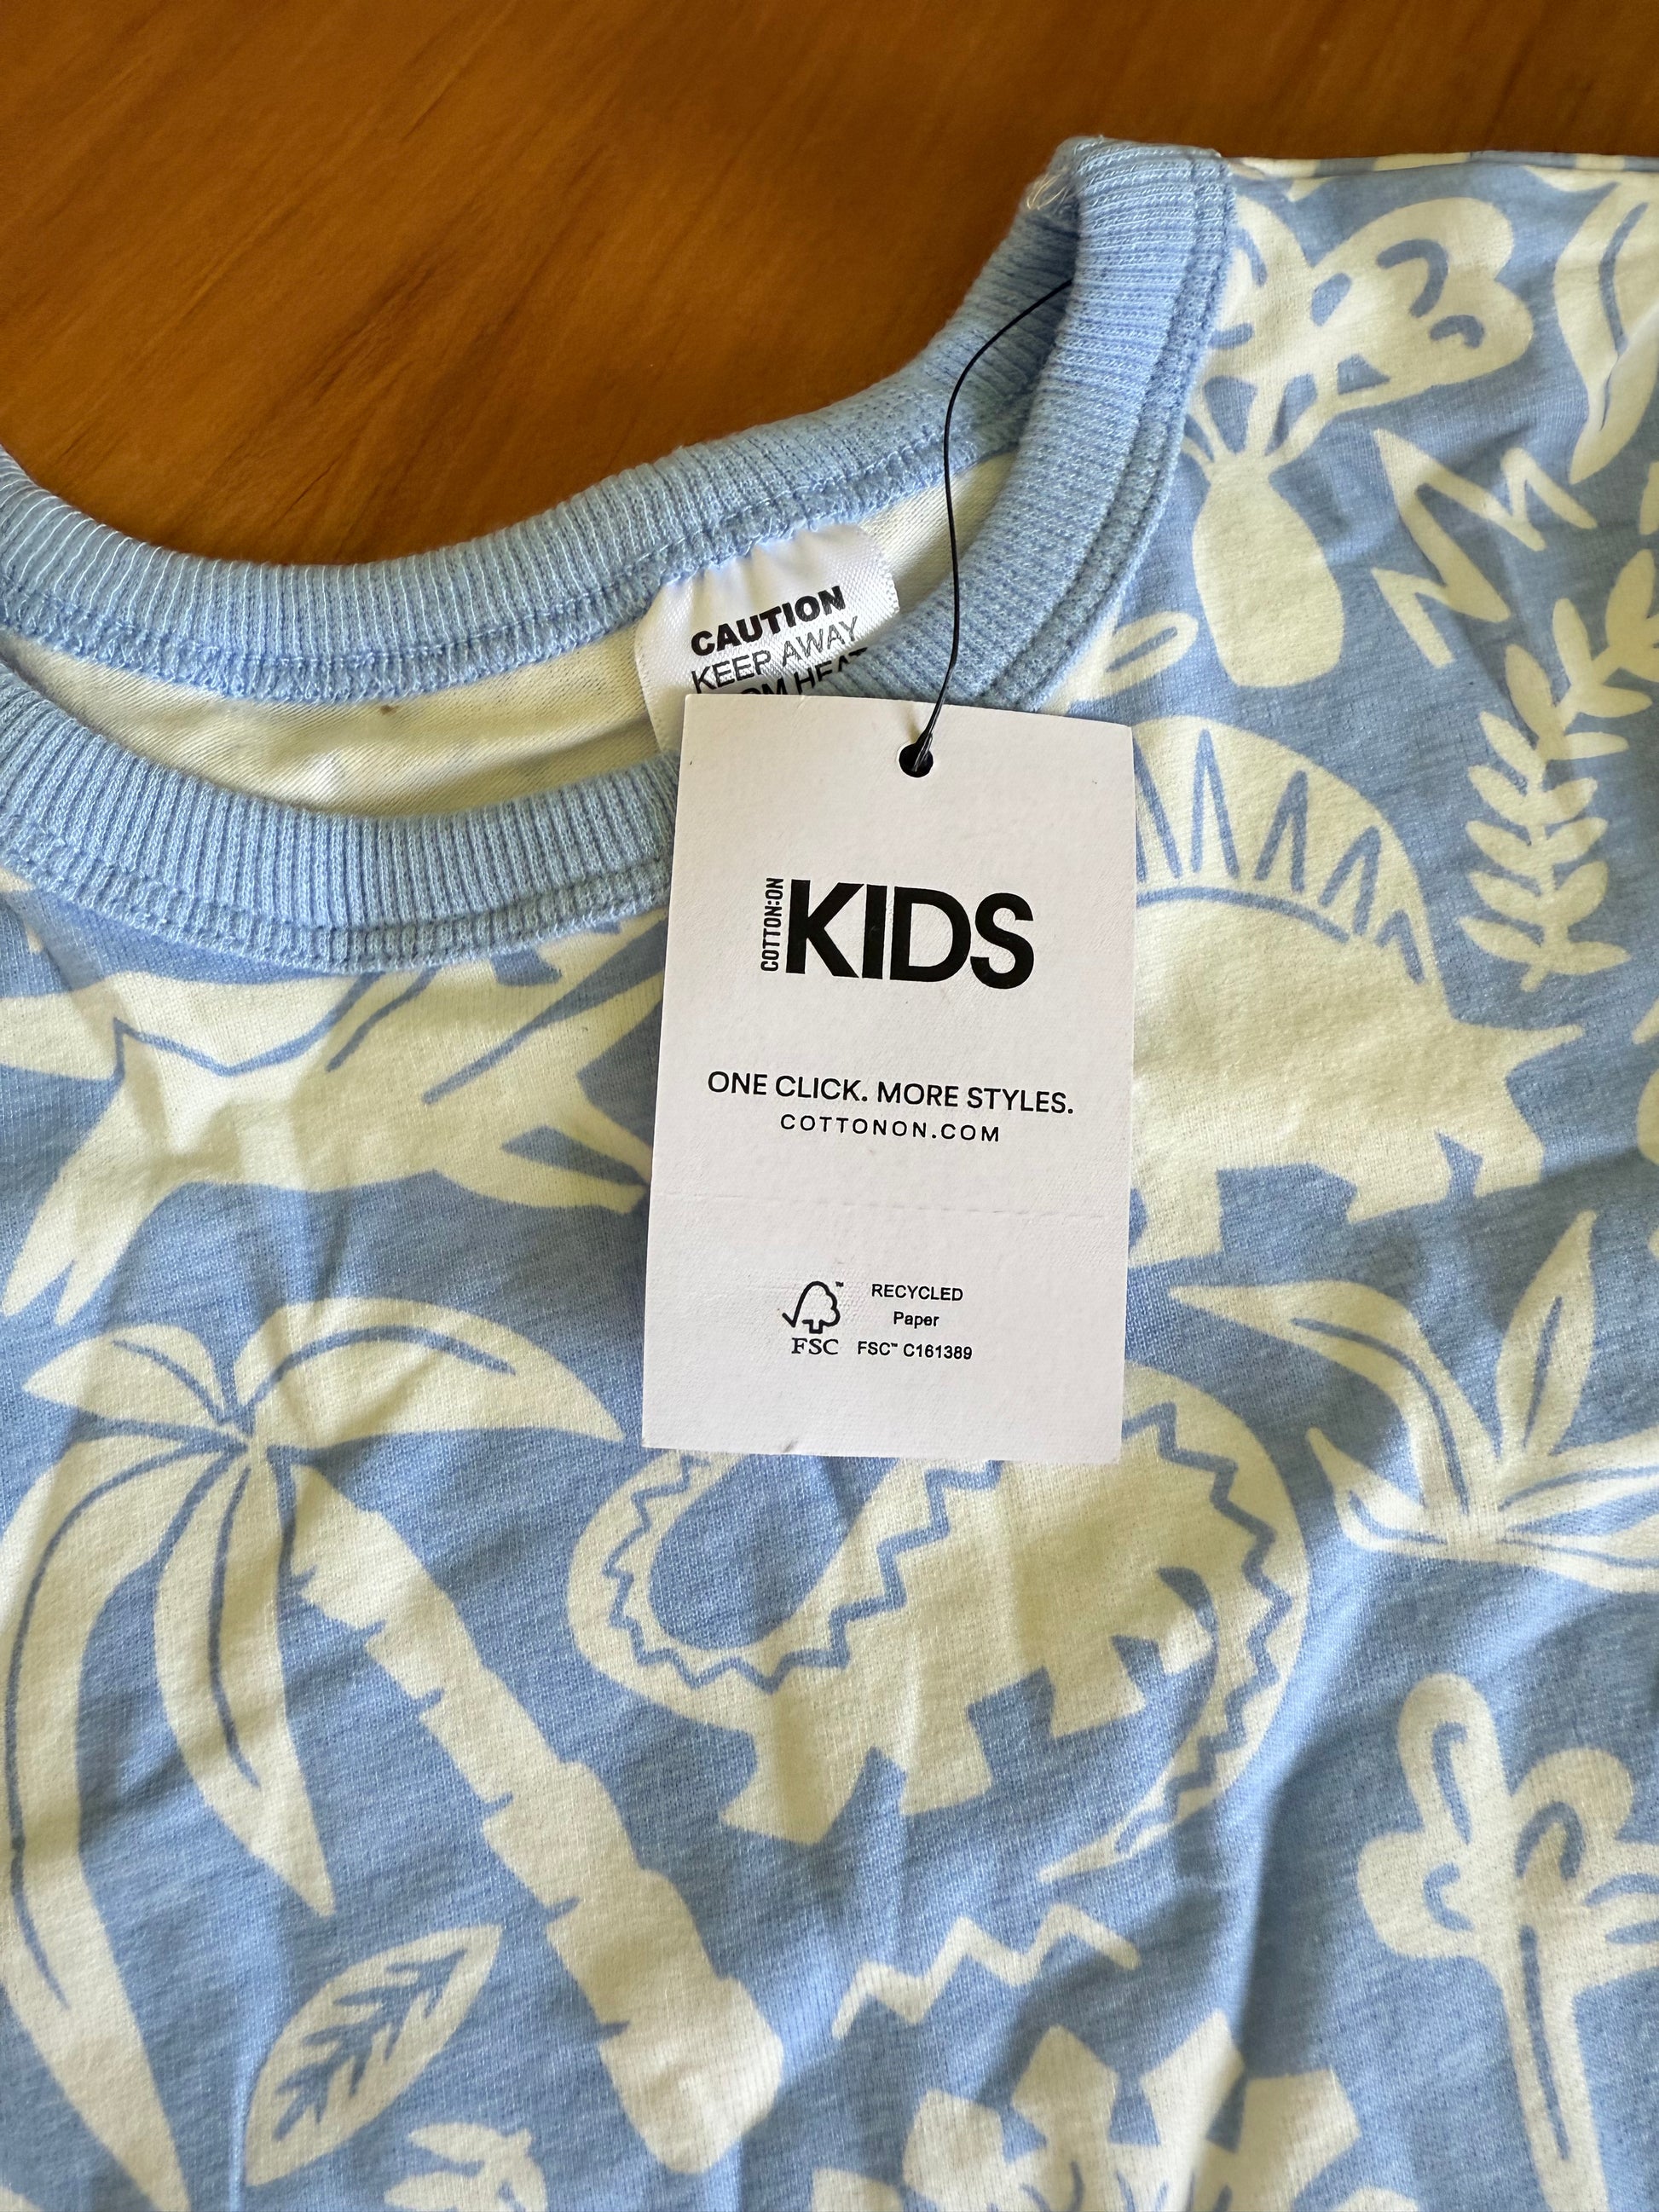 CAUTION
KEEP AWAY
COTTON:ON
KIDS
ONE CLICK. MORE STYLES.
COTTONON.COM
FSC
RECYCLED
Paper
FSC™ C161389